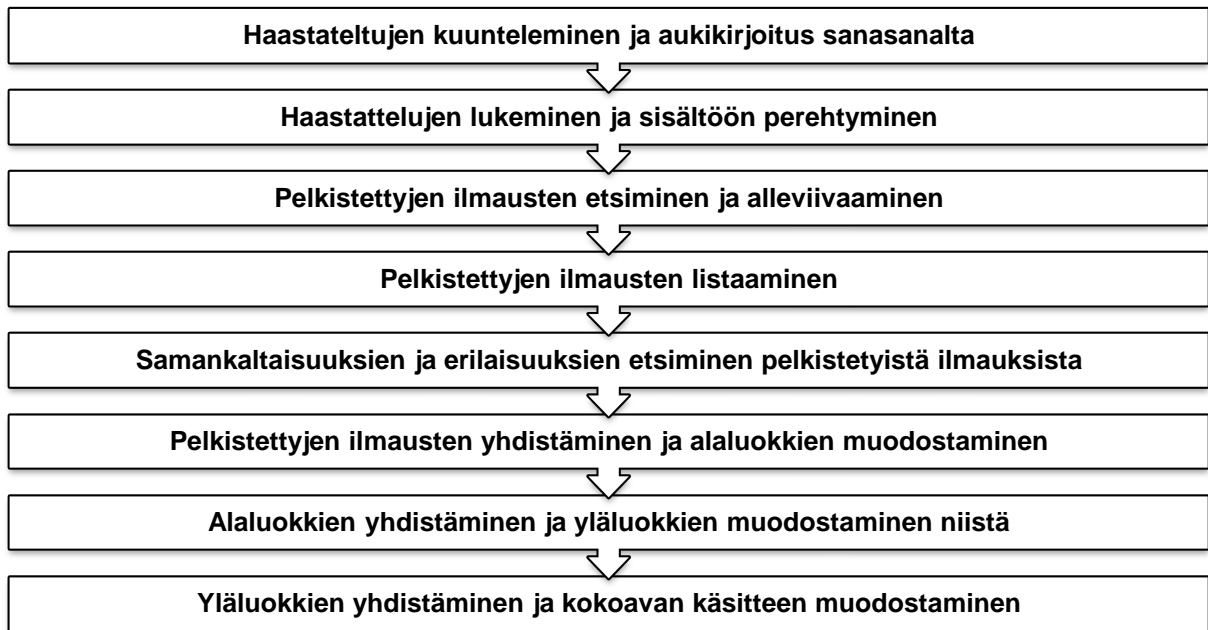 Haastateltujen kuunteleminen ja aukikirjoitus sanasanalta
Haastattelujen lukeminen ja sisältöön perehtyminen
Pelkistettyjen ilmausten etsiminen ja alleviivaaminen
Pelkistettyjen ilmausten listaaminen
Samankaltaisuuksien ja erilaisuuksien etsiminen pelkistetyistä ilmauksista
Pelkistettyjen ilmausten yhdistäminen ja alaluokkien muodostaminen
Alaluokkien yhdistäminen ja yläluokkien muodostaminen niistä
Yläluokkien yhdistäminen ja kokoavan käsitteen muodostaminen